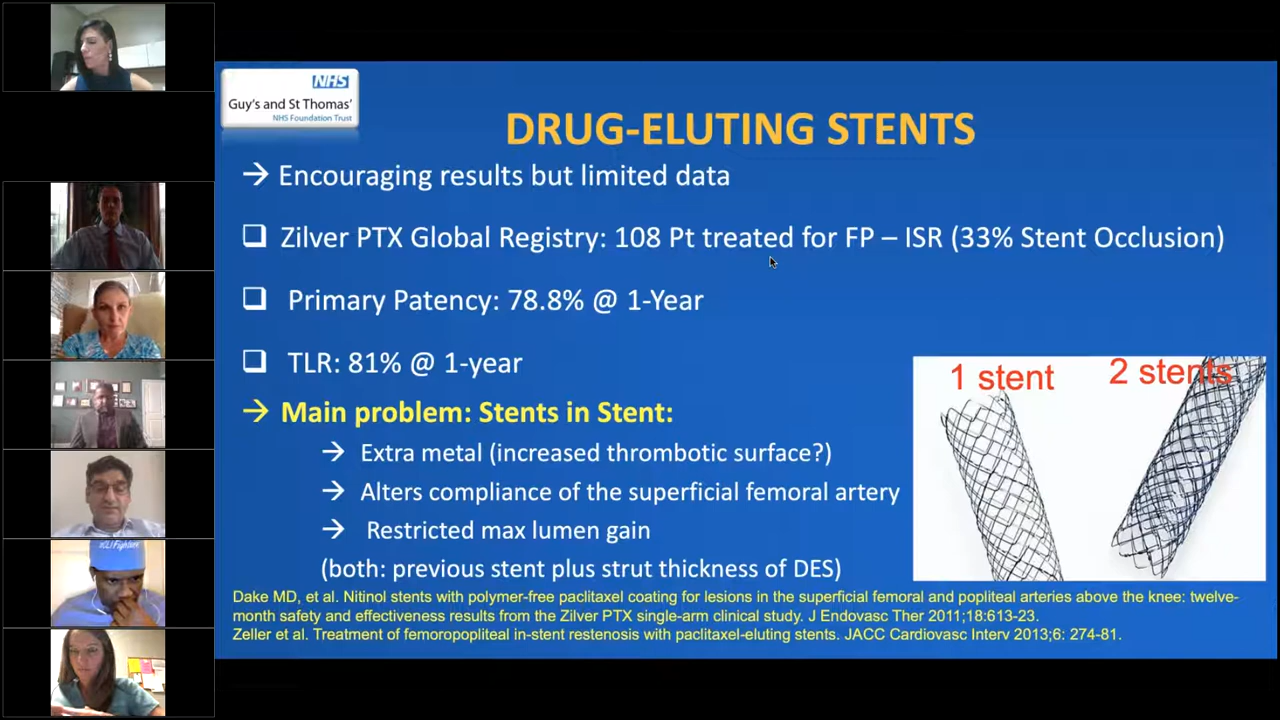 NHS
Guy's and St Thomas'
NHS Foundation Trust
DRUG-ELUTING STENTS
→ Encouraging results but limited data
❑ Zilver PTX Global Registry: 108 Pt treated for FP – ISR (33% Stent Occlusion)
❑ Primary Patency: 78.8% @ 1-Year
❑ TLR: 81% @ 1-year
→ Main problem: Stents in Stent:
→ Extra metal (increased thrombotic surface?)
→ Alters compliance of the superficial femoral artery
→ Restricted max lumen gain
(both: previous stent plus strut thickness of DES)
1 stent
2 stents
Dake MD, et al. Nitinol stents with polymer-free paclitaxel coating for lesions in the superficial femoral and popliteal arteries above the knee: twelve-
month safety and effectiveness results from the Zilver PTX single-arm clinical study. J Endovasc Ther 2011;18:613-23.
Zeller et al. Treatment of femoropopliteal in-stent restenosis with paclitaxel-eluting stents. JACC Cardiovasc Interv 2013;6: 274-81.